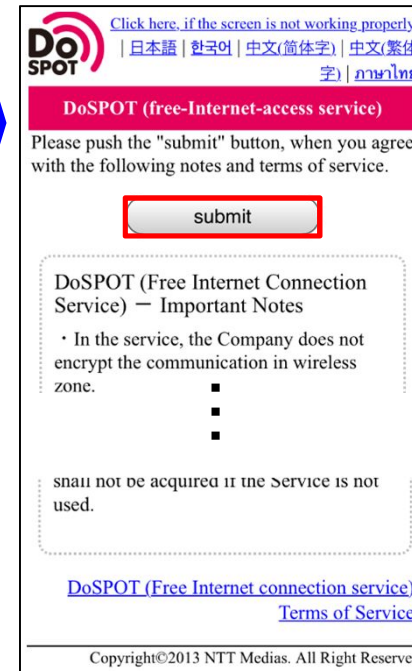 Do
SPOT
Click here, if the screen is not working properly
| 日本語 | 한국어 | 中文(简体字) | 中文(繁体
字) | ภาษาไทย
DoSPOT (free-Internet-access service)
Please push the "submit" button, when you agree
with the following notes and terms of service.
submit
DoSPOT (Free Internet Connection
Service) － Important Notes
・In the service, the Company does not
encrypt the communication in wireless
zone.
shall not be acquired if the Service is not
used.
DoSPOT (Free Internet connection service)
Terms of Service
Copyright©2013 NTT Medias. All Right Reserve